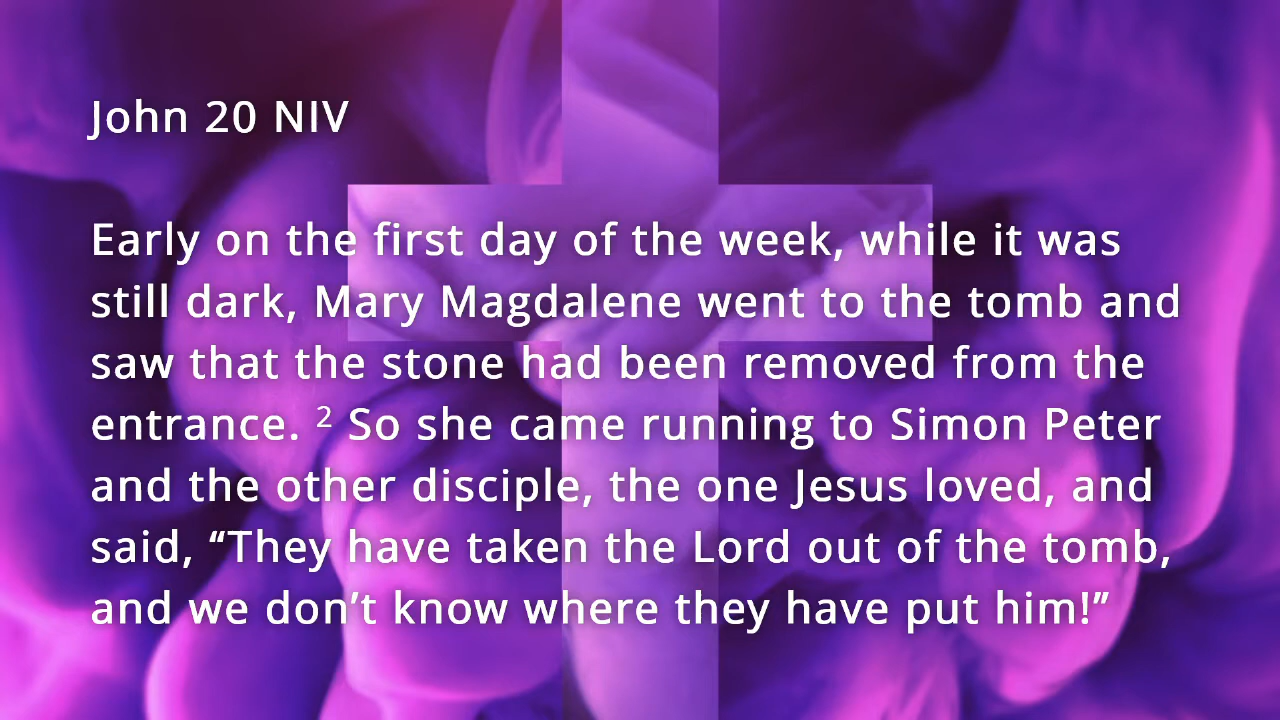 John 20 NIV
Early on the first day of the week, while it was
still dark, Mary Magdalene went to the tomb and
saw that the stone had been removed from the
entrance. ² So she came running to Simon Peter
and the other disciple, the one Jesus loved, and
said, “They have taken the Lord out of the tomb,
and we don’t know where they have put him!”